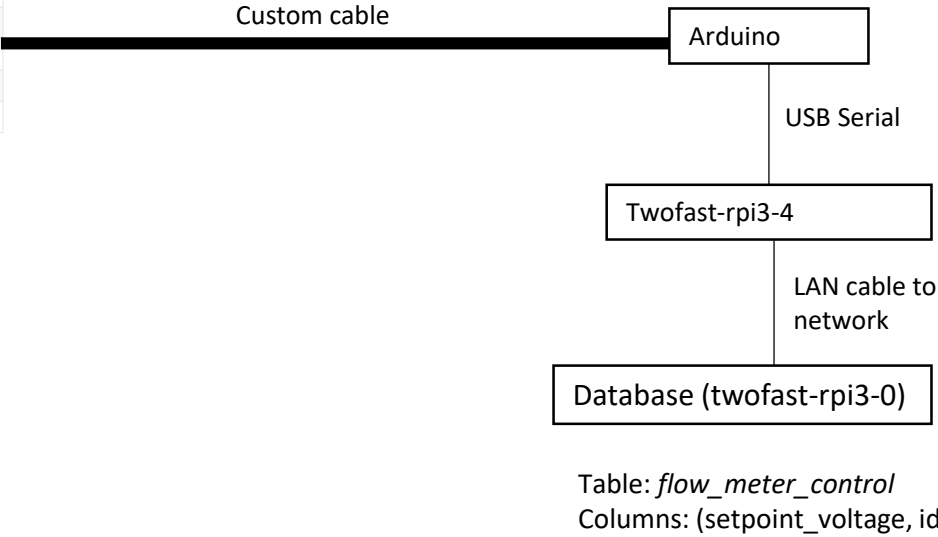 Custom cable
Arduino
USB Serial
Twofast-rpi3-4
LAN cable to
network
Database (twofast-rpi3-0)
Table: flow_meter_control
Columns: (setpoint_voltage, id